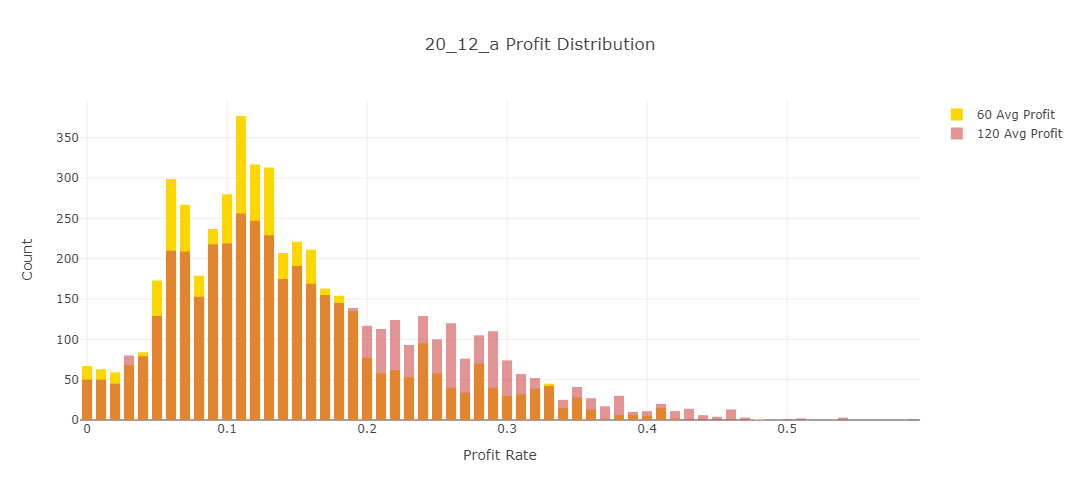 20_12_a Profit Distribution
60 Avg Profit
120 Avg Profit
350
300
250
200
150
100
50
0
Count
0 0.1 0.2 0.3 0.4 0.5
Profit Rate